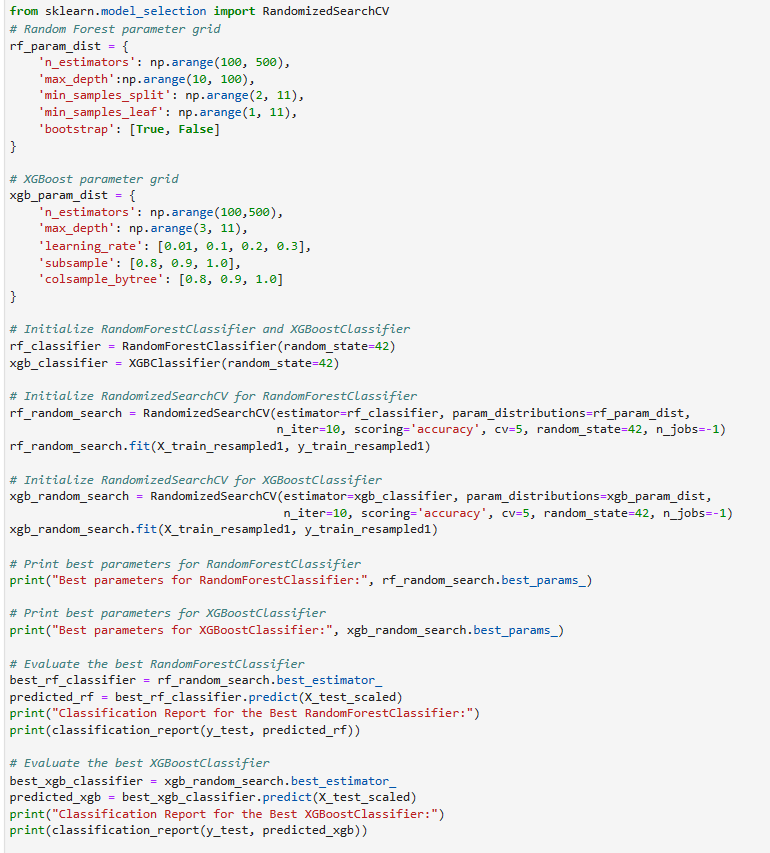 from sklearn.model_selection import RandomizedSearchCV
# Random Forest parameter grid
rf_param_dist = {
    'n_estimators': np.arange(100, 500),
    'max_depth':np.arange(10, 100),
    'min_samples_split': np.arange(2, 11),
    'min_samples_leaf': np.arange(1, 11),
    'bootstrap': [True, False]
}

# XGBoost parameter grid
xgb_param_dist = {
    'n_estimators': np.arange(100,500),
    'max_depth': np.arange(3, 11),
    'learning_rate': [0.01, 0.1, 0.2, 0.3],
    'subsample': [0.8, 0.9, 1.0],
    'colsample_bytree': [0.8, 0.9, 1.0]
}

# Initialize RandomForestClassifier and XGBoostClassifier
rf_classifier = RandomForestClassifier(random_state=42)
xgb_classifier = XGBClassifier(random_state=42)

# Initialize RandomizedSearchCV for RandomForestClassifier
rf_random_search = RandomizedSearchCV(estimator=rf_classifier, param_distributions=rf_param_dist,
                                      n_iter=10, scoring='accuracy', cv=5, random_state=42, n_jobs=-1)
rf_random_search.fit(X_train_resampled1, y_train_resampled1)

# Initialize RandomizedSearchCV for XGBoostClassifier
xgb_random_search = RandomizedSearchCV(estimator=xgb_classifier, param_distributions=xgb_param_dist,
                                       n_iter=10, scoring='accuracy', cv=5, random_state=42, n_jobs=-1)
xgb_random_search.fit(X_train_resampled1, y_train_resampled1)

# Print best parameters for RandomForestClassifier
print("Best parameters for RandomForestClassifier:", rf_random_search.best_params_)

# Print best parameters for XGBoostClassifier
print("Best parameters for XGBoostClassifier:", xgb_random_search.best_params_)

# Evaluate the best RandomForestClassifier
best_rf_classifier = rf_random_search.best_estimator_
predicted_rf = best_rf_classifier.predict(X_test_scaled)
print("Classification Report for the Best RandomForestClassifier:")
print(classification_report(y_test, predicted_rf))

# Evaluate the best XGBoostClassifier
best_xgb_classifier = xgb_random_search.best_estimator_
predicted_xgb = best_xgb_classifier.predict(X_test_scaled)
print("Classification Report for the Best XGBoostClassifier:")
print(classification_report(y_test, predicted_xgb))